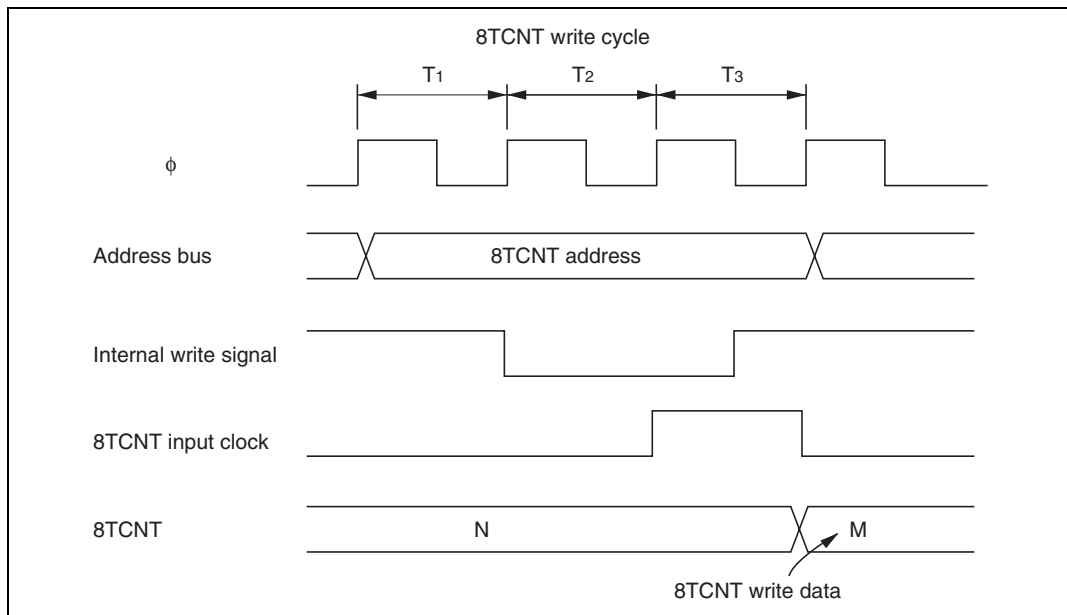 8TCNT write cycle
T1 T2 T3
ϕ
Address bus 8TCNT address
Internal write signal
8TCNT input clock
8TCNT N M
8TCNT write data